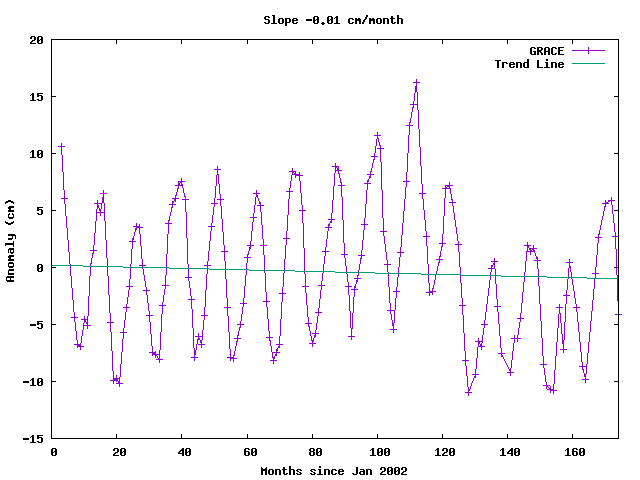 Slope -0.01 cm/month
GRACE
Trend Line
20
15
10
5
0
-5
-10
-15
Anomaly (cm)
0 20 40 60 80 100 120 140 160
Months since Jan 2002